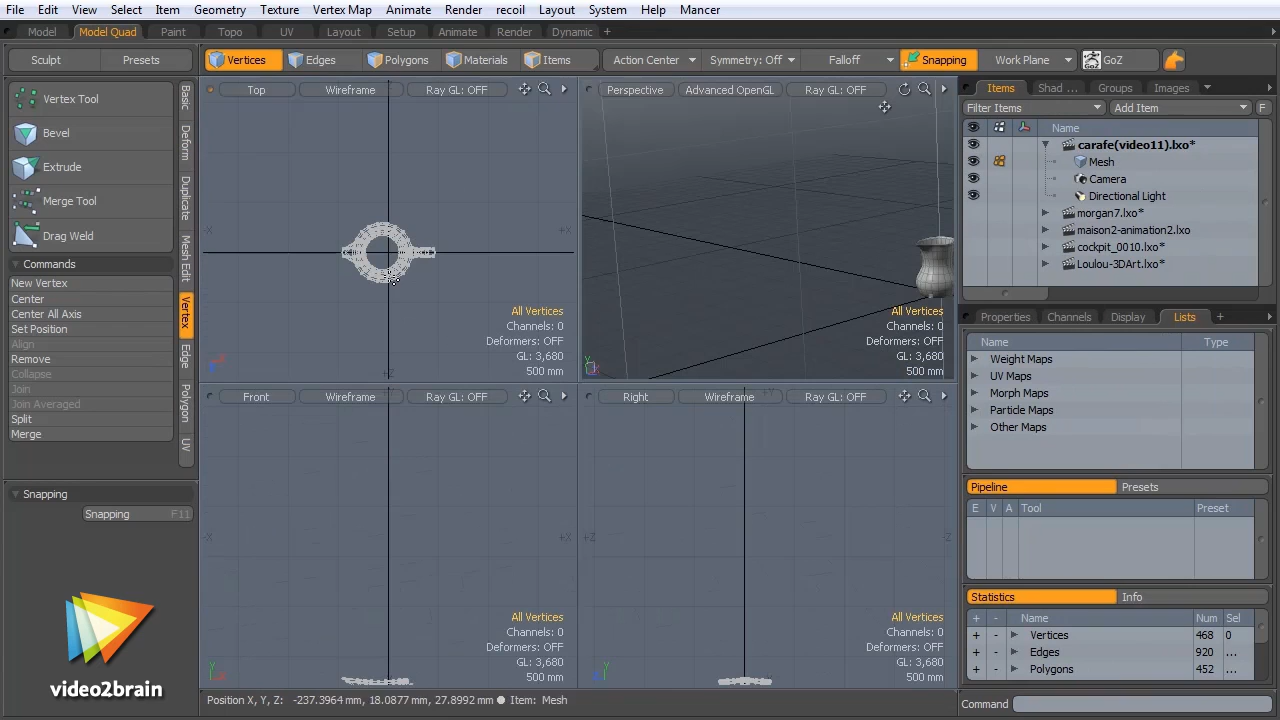 File Edit View Select Item Geometry Texture Vertex Map Animate Render recoil Layout System Help Mancer
Model Model Quad Paint Topo UV Layout Setup Animate Render Dynamic +
Sculpt Presets Vertices Edges Polygons Materials Items Action Center Symmetry: Off Falloff Snapping Work Plane GoZ GoZ
Vertex Tool
Bevel
Extrude
Merge Tool
Drag Weld
Commands
New Vertex
Center
Center All Axis
Set Position
Align
Remove
Collapse
Join
Join Averaged
Split
Merge
Basic
Deform
Duplicate
Mesh Edit
Vertex
Edge
Polygon
UV
Snapping
Snapping F11
video2brain
Top Wireframe Ray GL: OFF
-X
+X
+Z
All Vertices
Channels: 0
Deformers: OFF
GL: 3,680
500 mm
Perspective Advanced OpenGL Ray GL: OFF
All Vertices
Channels: 0
Deformers: OFF
GL: 3,680
500 mm
Front Wireframe Ray GL: OFF
-X
+X
All Vertices
Channels: 0
Deformers: OFF
GL: 3,680
500 mm
Right Wireframe Ray GL: OFF
+Y
+Z
-Z
All Vertices
Channels: 0
Deformers: OFF
GL: 3,680
500 mm
Position X, Y, Z: -237.3964 mm, 18.0877 mm, 27.8992 mm Item: Mesh
Items Shad ... Groups Images
Filter Items Add Item F
Name
carafe(video11).lxo*
Mesh
Camera
Directional Light
morgan7.lxo*
maison2-animation2.lxo
cockpit_0010.lxo*
Loulou-3DArt.lxo*
Properties Channels Display Lists +
Name Type
Weight Maps
UV Maps
Morph Maps
Particle Maps
Other Maps
Pipeline Presets
E V A Tool Preset
Statistics Info
+ - Name Num Sel
+ - Vertices 468 0
+ - Edges 920 ...
+ - Polygons 452 ...
Command